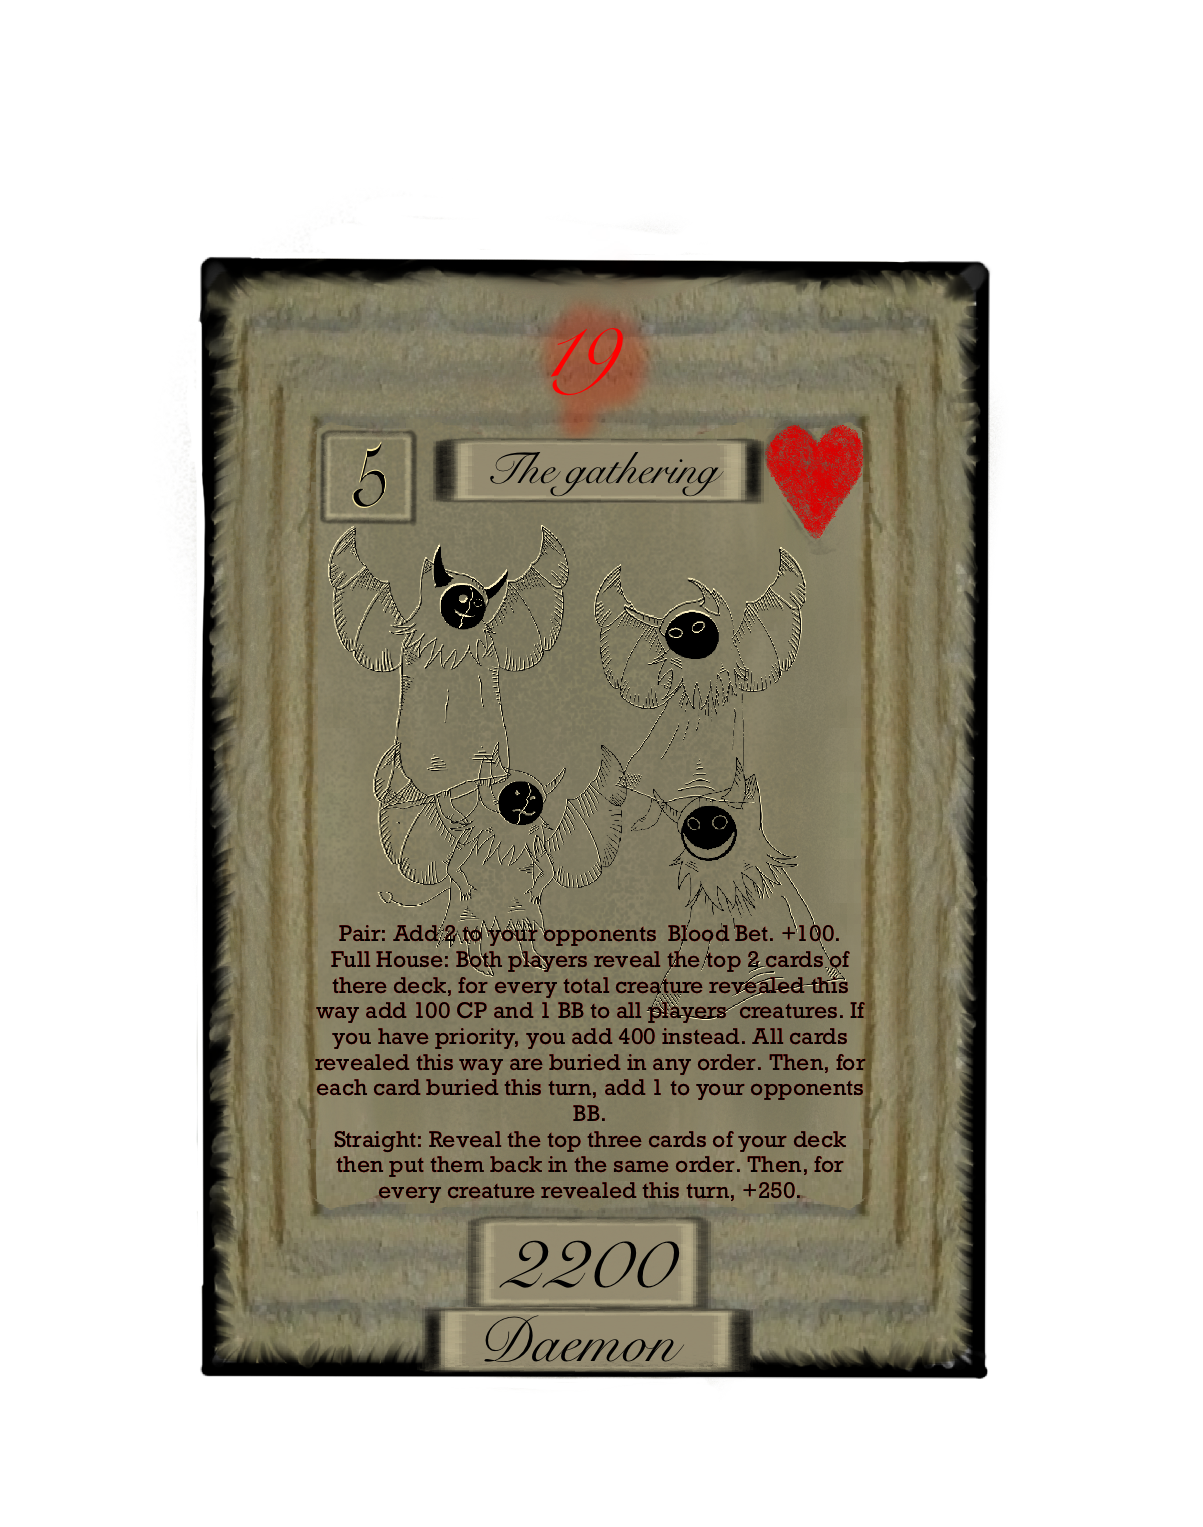 19
5
The gathering
Pair: Add 2 to your opponents Blood Bet. +100.
Full House: Both players reveal the top 2 cards of
there deck, for every total creature revealed this
way add 100 CP and 1 BB to all players creatures. If
you have priority, you add 400 instead. All cards
revealed this way are buried in any order. Then, for
each card buried this turn, add 1 to your opponents
BB.
Straight: Reveal the top three cards of your deck
then put them back in the same order. Then, for
every creature revealed this turn, +250.
2200
Daemon